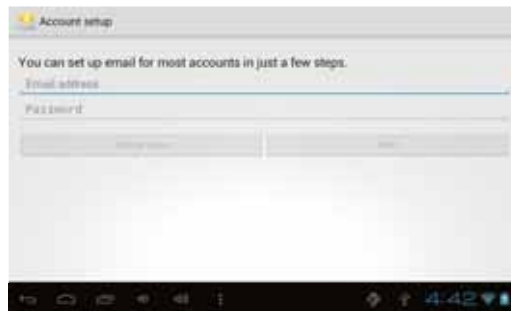 Account setup
You can set up email for most accounts in just a few steps.
Email address
Password
4:42